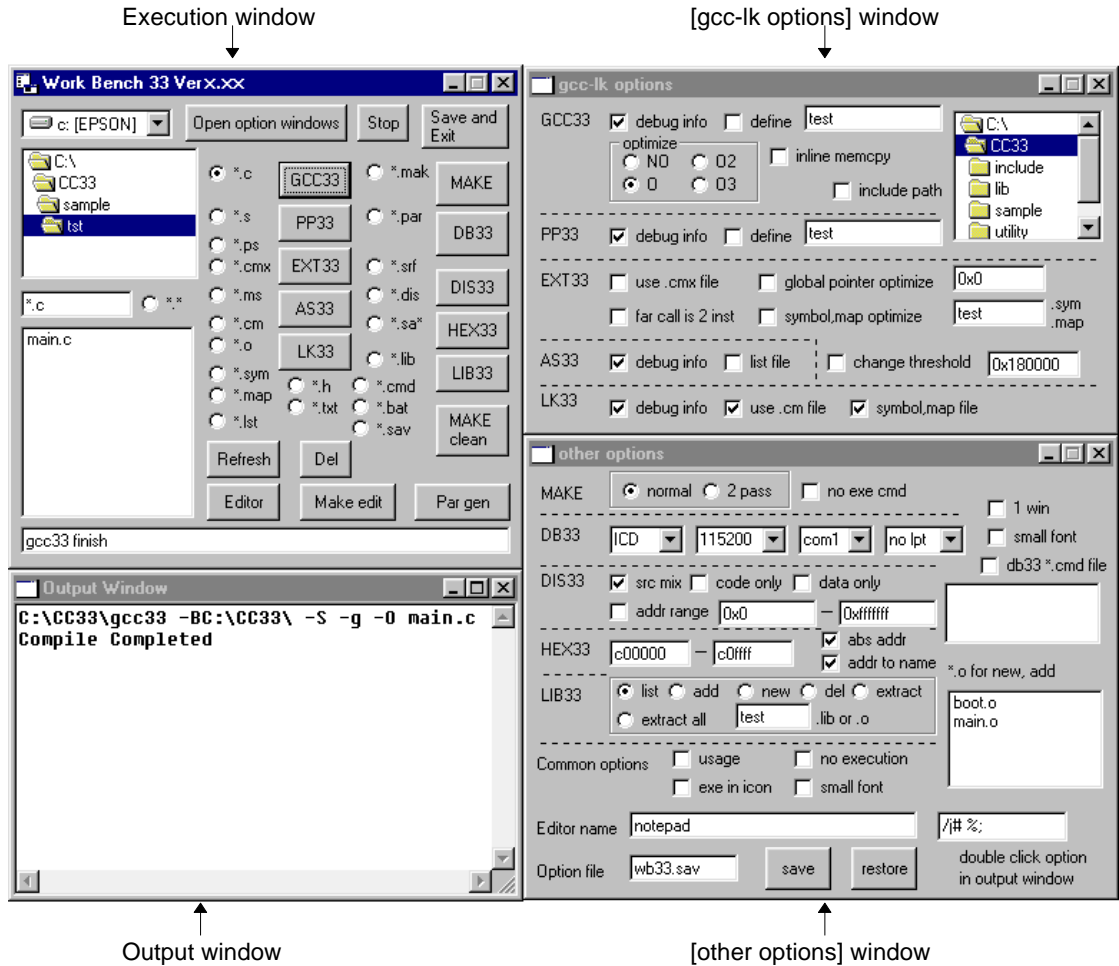 Execution window
[gcc-lk options] window
Work Bench 33 Ver x.xx
c: [EPSON]
Open option windows
Stop
Save and
Exit
C:\
CC33
sample
tst
*.c
GCC33
*.mak
MAKE
*.s
PP33
*.par
DB33
*.ps
*.cmx
EXT33
*.srf
DIS33
*.c
*.*
*.ms
AS33
*.dis
HEX33
main.c
*.cm
*.sa*
*.o
LK33
*.lib
LIB33
*.sym
*.h
*.cmd
*.map
*.txt
*.bat
MAKE
clean
*.lst
*.sav
Refresh
Del
Editor
Make edit
Par gen
gcc33 finish
gcc-lk options
GCC33
debug info
define
test
C:\
CC33
include
lib
sample
utility
optimize
NO
O2
O
O3
inline memcpy
include path
PP33
debug info
define
test
EXT33
use .cmx file
global pointer optimize
0x0
far call is 2 inst
symbol,map optimize
test
.sym
.map
AS33
debug info
list file
change threshold
0x180000
LK33
debug info
use .cm file
symbol,map file
Output Window
C:\CC33\gcc33 -BC:\CC33\ -S -g -O main.c
Compile Completed
other options
MAKE
normal
2 pass
no exe cmd
1 win
DB33
ICD
115200
com1
no lpt
small font
db33 *.cmd file
DIS33
src mix
code only
data only
addr range
0x0
–
0xfffffff
HEX33
c00000
–
c0ffff
abs addr
addr to name
*.o for new, add
LIB33
list
add
new
del
extract
extract all
test
.lib or .o
boot.o
main.o
Common options
usage
no execution
exe in icon
small font
Editor name
notepad
/j# %;
Option file
wb33.sav
save
restore
double click option
in output window
Output window
[other options] window